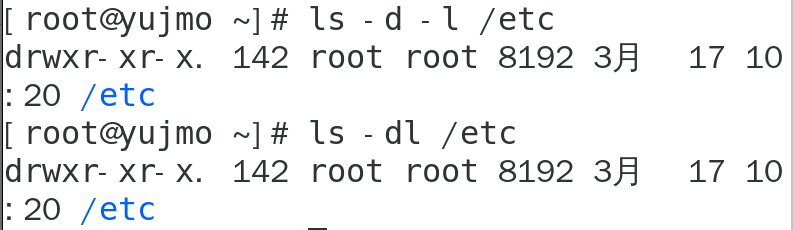 [root@yujmo ~]# ls -d -l /etc
drwxr-xr-x. 142 root root 8192 3月  17 10
:20 /etc
[root@yujmo ~]# ls -dl /etc
drwxr-xr-x. 142 root root 8192 3月  17 10
:20 /etc